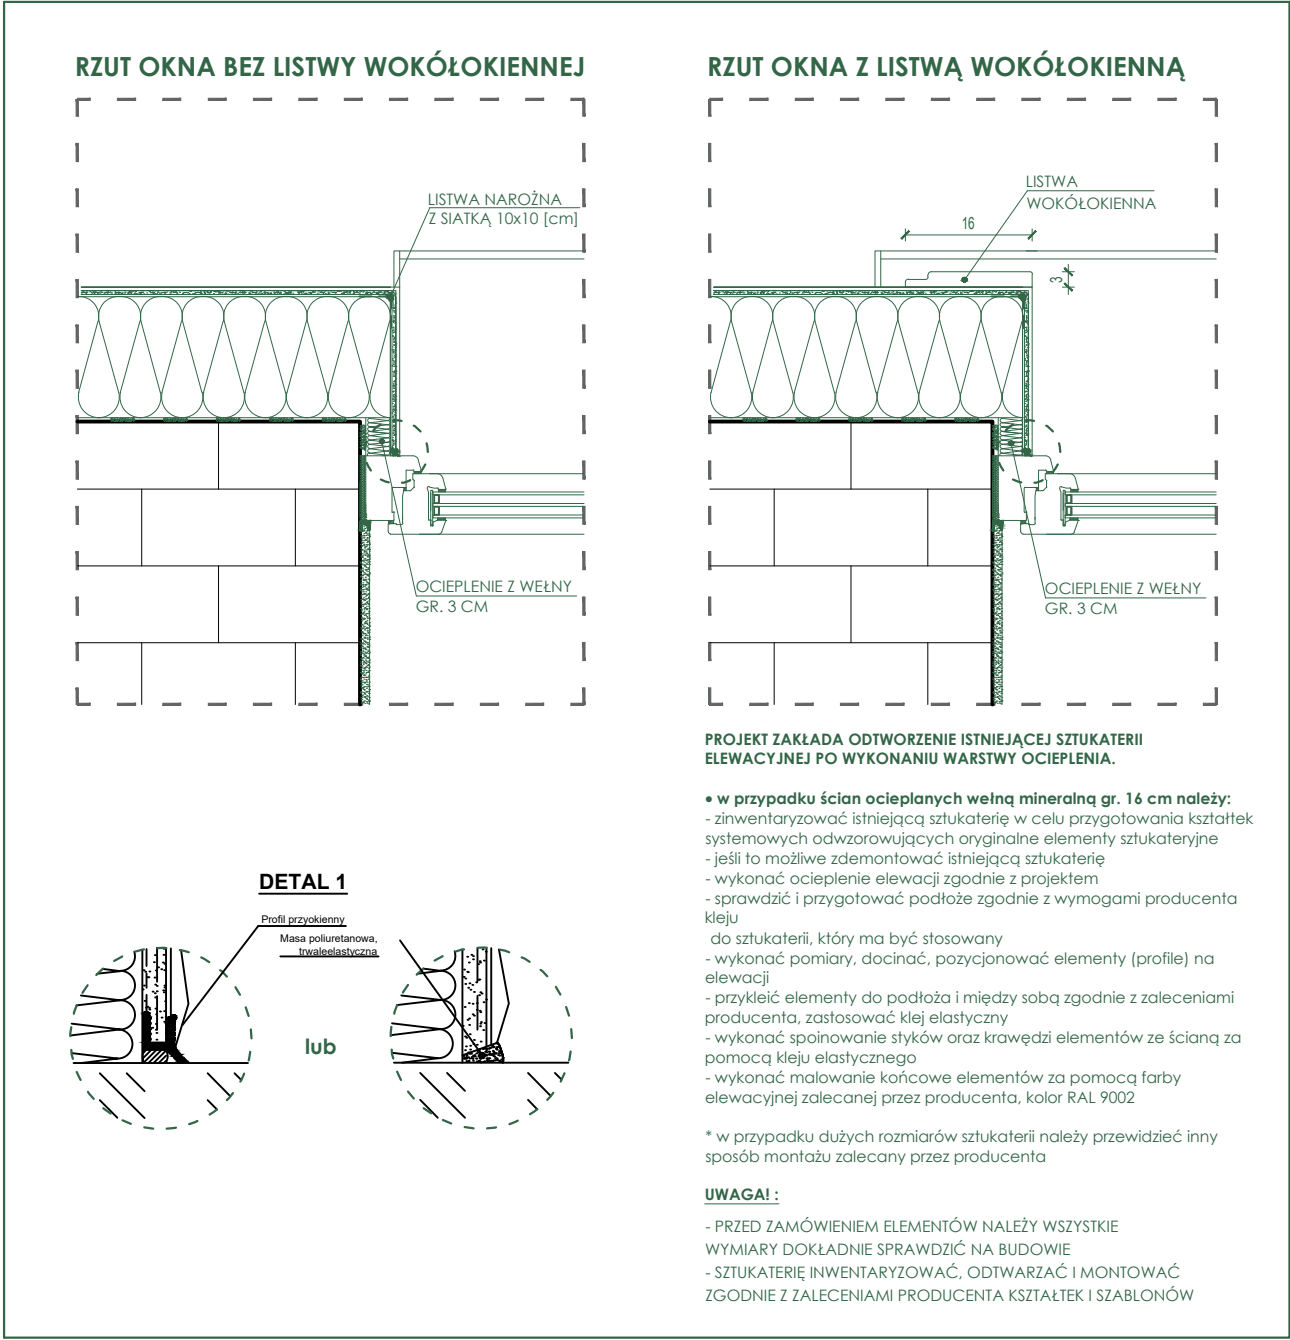 RZUT OKNA BEZ LISTWY WOKÓŁOKIENNEJ
LISTWA NAROŻNA
Z SIATKĄ 10x10 [cm]
OCIEPLENIE Z WEŁNY
GR. 3 CM
RZUT OKNA Z LISTWĄ WOKÓŁOKIENNĄ
LISTWA
WOKÓŁOKIENNA
16
3
OCIEPLENIE Z WEŁNY
GR. 3 CM
DETAL 1
Profil przyokienny
Masa poliuretanowa,
trwaleelastyczna
lub
PROJEKT ZAKŁADA ODTWORZENIE ISTNIEJĄCEJ SZTUKATERII
ELEWACYJNEJ PO WYKONANIU WARSTWY OCIEPLENIA.
• w przypadku ścian ocieplanych wełną mineralną gr. 16 cm należy:
- zinwentaryzować istniejącą sztukaterię w celu przygotowania kształtek
systemowych odwzorowujących oryginalne elementy sztukateryjne
- jeśli to możliwe zdemontować istniejącą sztukaterię
- wykonać ocieplenie elewacji zgodnie z projektem
- sprawdzić i przygotować podłoże zgodnie z wymogami producenta
kleju
do sztukaterii, który ma być stosowany
- wykonać pomiary, docinać, pozycjonować elementy (profile) na
elewacji
- przykleić elementy do podłoża i między sobą zgodnie z zaleceniami
producenta, zastosować klej elastyczny
- wykonać spoinowanie styków oraz krawędzi elementów ze ścianą za
pomocą kleju elastycznego
- wykonać malowanie końcowe elementów za pomocą farby
elewacyjnej zalecanej przez producenta, kolor RAL 9002
* w przypadku dużych rozmiarów sztukaterii należy przewidzieć inny
sposób montażu zalecany przez producenta
UWAGA! :
- PRZED ZAMÓWIENIEM ELEMENTÓW NALEŻY WSZYSTKIE
WYMIARY DOKŁADNIE SPRAWDZIĆ NA BUDOWIE
- SZTUKATERIĘ INWENTARYZOWAĆ, ODTWARZAĆ I MONTOWAĆ
ZGODNIE Z ZALECENIAMI PRODUCENTA KSZTAŁTEK I SZABLONÓW